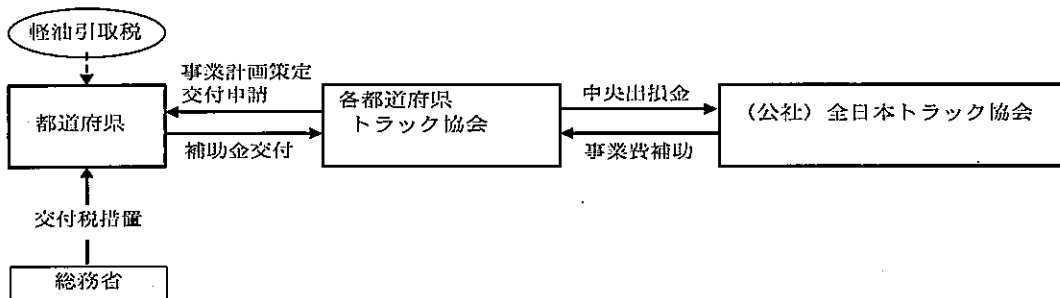 軽油引取税
事業計画策定
交付申請
都道府県
各都道府県
トラック協会
中央出損金
（公社）全日本トラック協会
補助金交付
事業費補助
交付税措置
総務省